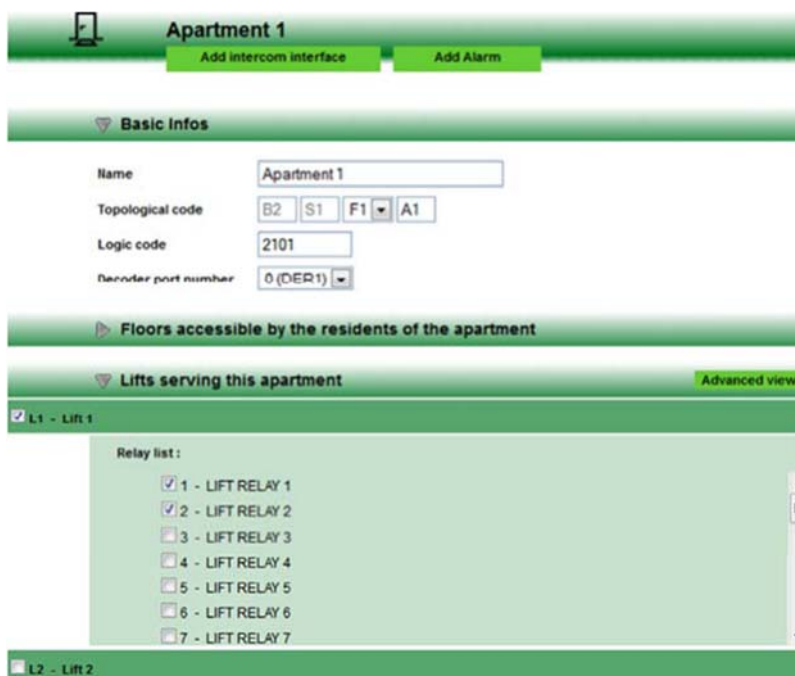 Apartment 1
Add intercom interface Add Alarm
Basic Infos
Name Apartment 1
Topological code B2 S1 F1 A1
Logic code 2101
Decoder port number 0 (DER1)
Floors accessible by the residents of the apartment
Lifts serving this apartment Advanced view
L1 - Lift 1
Relay list :
1 - LIFT RELAY 1
2 - LIFT RELAY 2
3 - LIFT RELAY 3
4 - LIFT RELAY 4
5 - LIFT RELAY 5
6 - LIFT RELAY 6
7 - LIFT RELAY 7
L2 - Lift 2